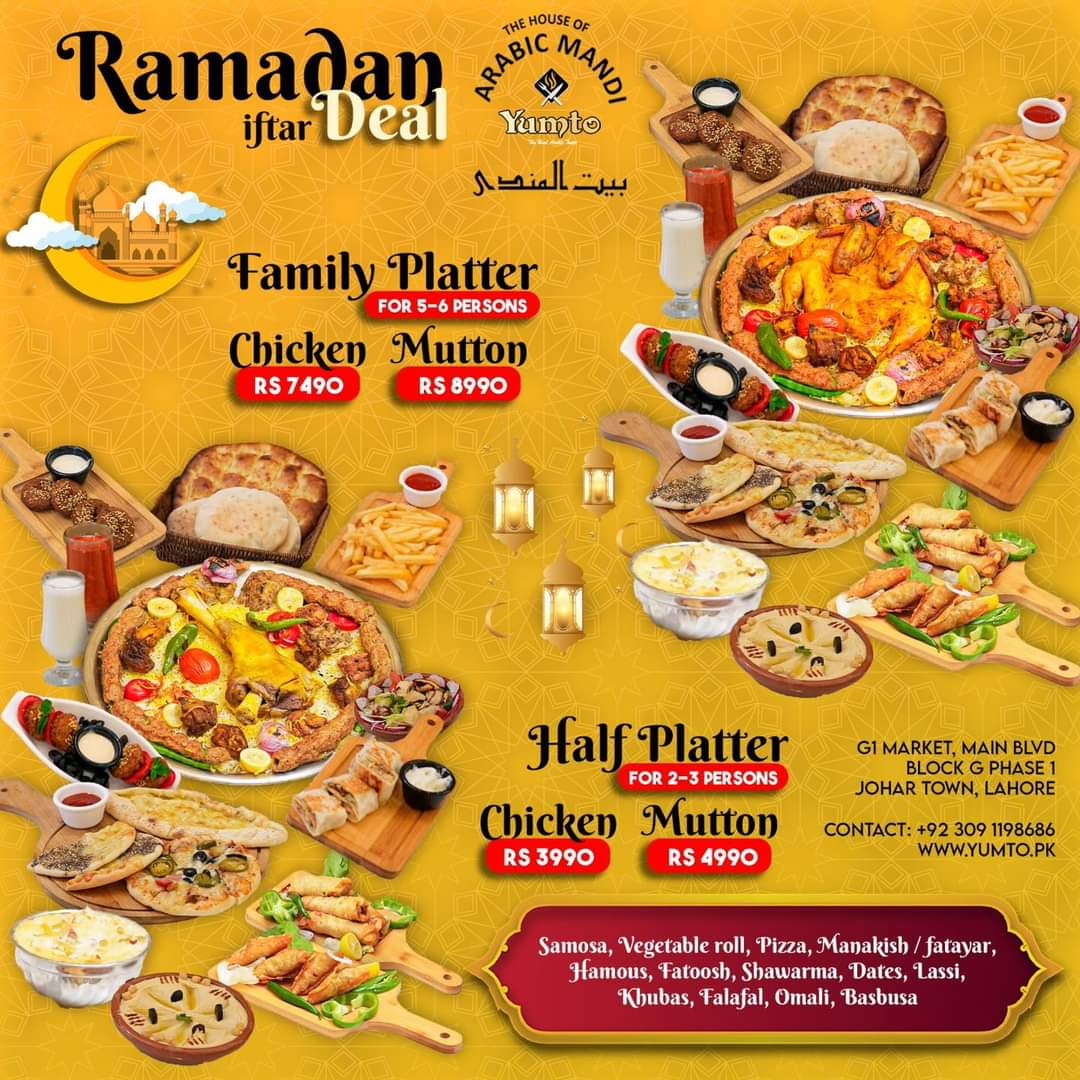 Ramadan
iftar Deal
THE HOUSE OF
ARABIC MANDI
Yumto
بيت المندي
Family Platter
FOR 5-6 PERSONS
Chicken Mutton
RS 7490 RS 8990
Half Platter
FOR 2-3 PERSONS
Chicken Mutton
RS 3990 RS 4990
G1 MARKET, MAIN BLVD
BLOCK G PHASE 1
JOHAR TOWN, LAHORE
CONTACT: +92 309 1198686
WWW.YUMTO.PK
Samosa, Vegetable roll, Pizza, Manakish / fatayar,
Hamous, Fatoosh, Shawarma, Dates, Lassi,
Khubas, Falafal, Omali, Basbusa